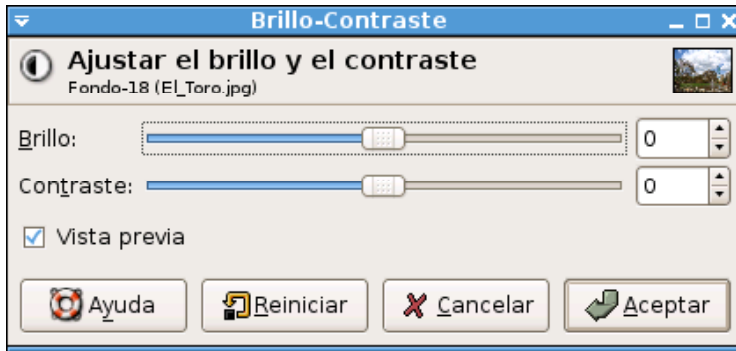 Brillo-Contraste
Ajustar el brillo y el contraste
Fondo-18 (El_Toro.jpg)
Brillo: 0
Contraste: 0
Vista previa
Ayuda Reiniciar Cancelar Aceptar